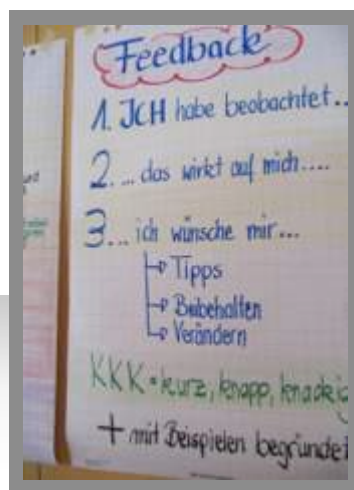 Feedback
1. ICH habe beobachtet..
2. ... das wirkt auf mich....
3... ich wünsche mir...
Tipps
Beibehalten
Verändern
KKK = kurz, knapp, knackig
+ mit Beispielen begründet